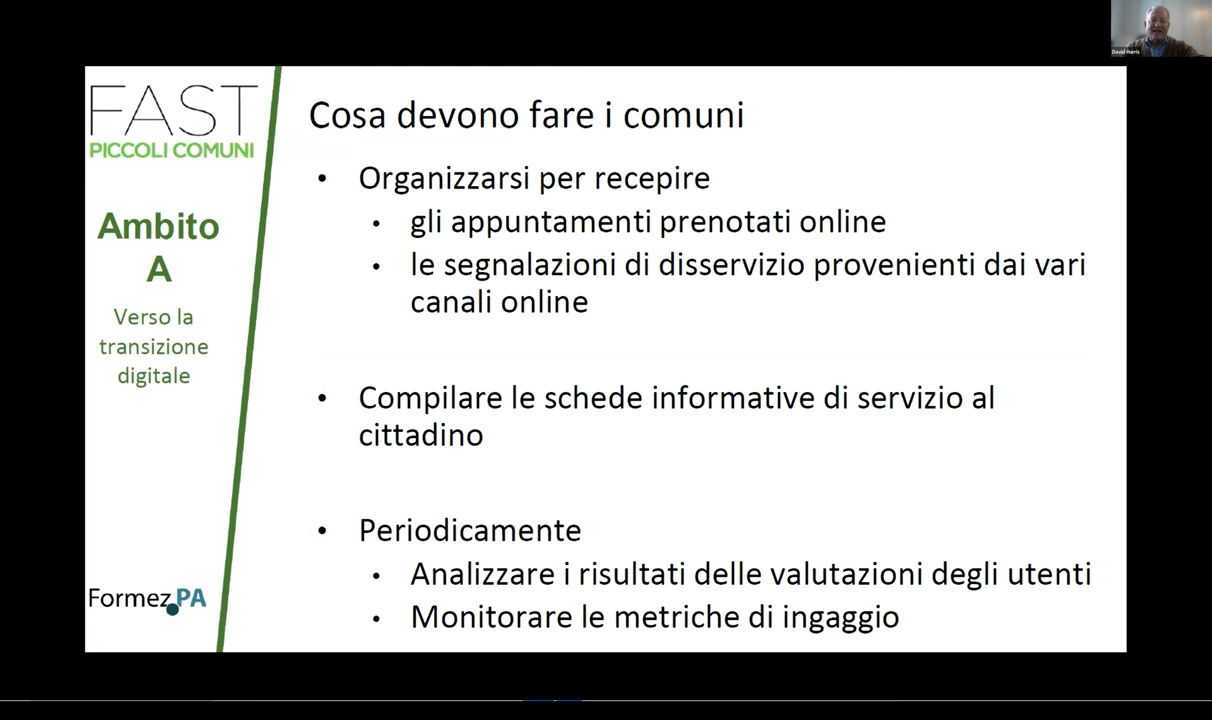 David Harris
FAST
PICCOLI COMUNI
Ambito
A
Verso la
transizione
digitale
Formez PA
Cosa devono fare i comuni
• Organizzarsi per recepire
• gli appuntamenti prenotati online
• le segnalazioni di disservizio provenienti dai vari
canali online
• Compilare le schede informative di servizio al
cittadino
• Periodicamente
• Analizzare i risultati delle valutazioni degli utenti
• Monitorare le metriche di ingaggio